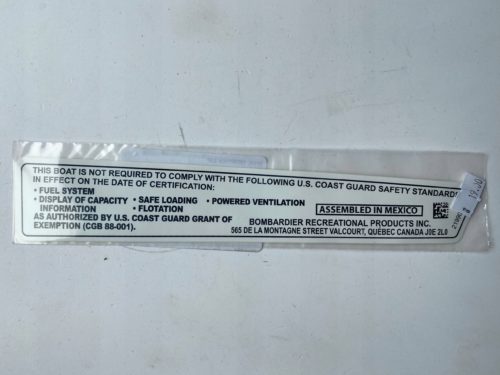 THIS BOAT IS NOT REQUIRED TO COMPLY WITH THE FOLLOWING U.S. COAST GUARD SAFETY STANDARDS
IN EFFECT ON THE DATE OF CERTIFICATION:
• FUEL SYSTEM
• DISPLAY OF CAPACITY • SAFE LOADING • POWERED VENTILATION
INFORMATION • FLOTATION
AS AUTHORIZED BY U.S. COAST GUARD GRANT OF
EXEMPTION (CGB 88-001).
ASSEMBLED IN MEXICO
BOMBARDIER RECREATIONAL PRODUCTS INC.
565 DE LA MONTAGNE STREET VALCOURT, QUÉBEC CANADA J0E 2L0